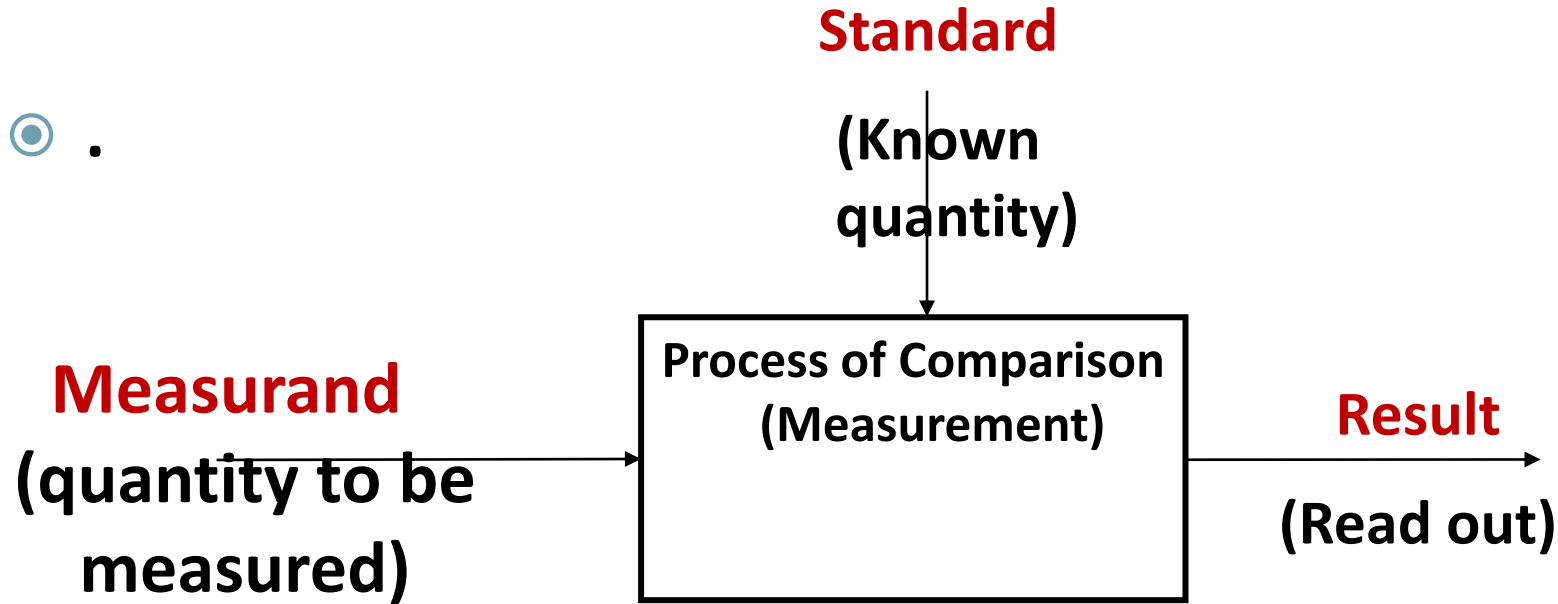 Standard
.
(Known
quantity)
Process of Comparison
(Measurement)
Measurand
(quantity to be
measured)
Result
(Read out)